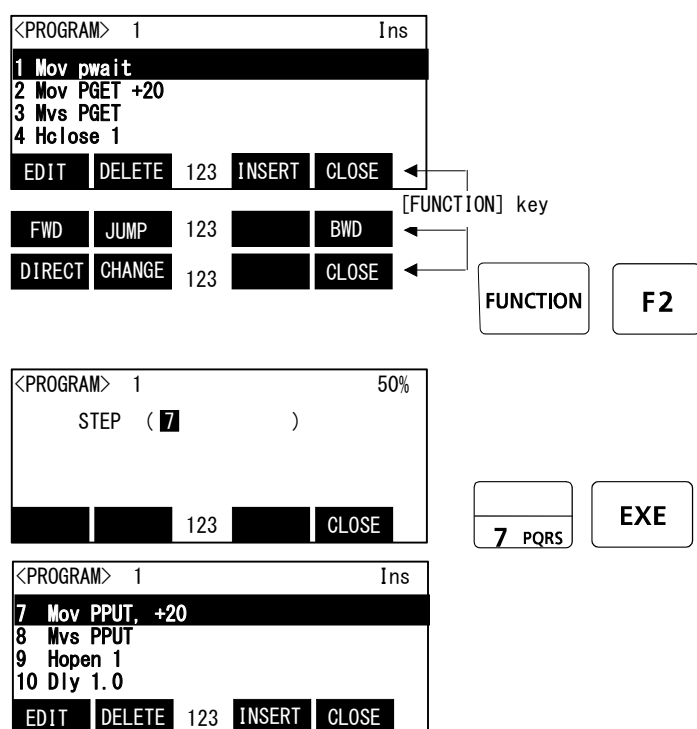 <PROGRAM> 1 Ins
1 Mov pwait
2 Mov PGET +20
3 Mvs PGET
4 Hclose 1
EDIT DELETE 123 INSERT CLOSE
[FUNCTION] key
FWD JUMP 123 BWD
DIRECT CHANGE 123 CLOSE
FUNCTION F2
<PROGRAM> 1 50%
STEP (7 )
123 CLOSE
7 PQRS EXE
<PROGRAM> 1 Ins
7 Mov PPUT, +20
8 Mvs PPUT
9 Hopen 1
10 Dly 1.0
EDIT DELETE 123 INSERT CLOSE